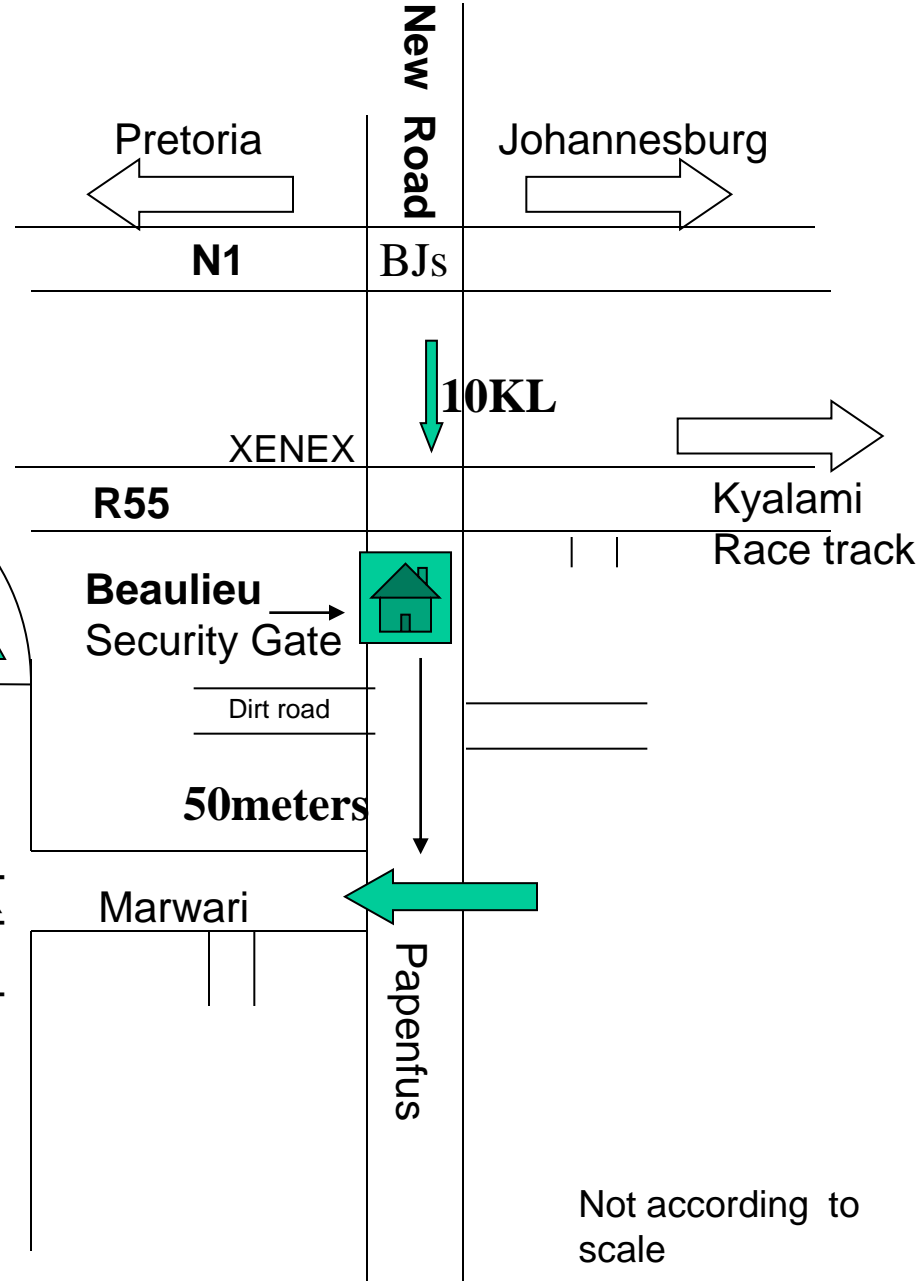 New Road
Pretoria
Johannesburg
N1
BJs
10KL
XENEX
R55
Kyalami
Race track
Beaulieu
Security Gate
Dirt road
50meters
Marwari
Papenfus
Not according to
scale